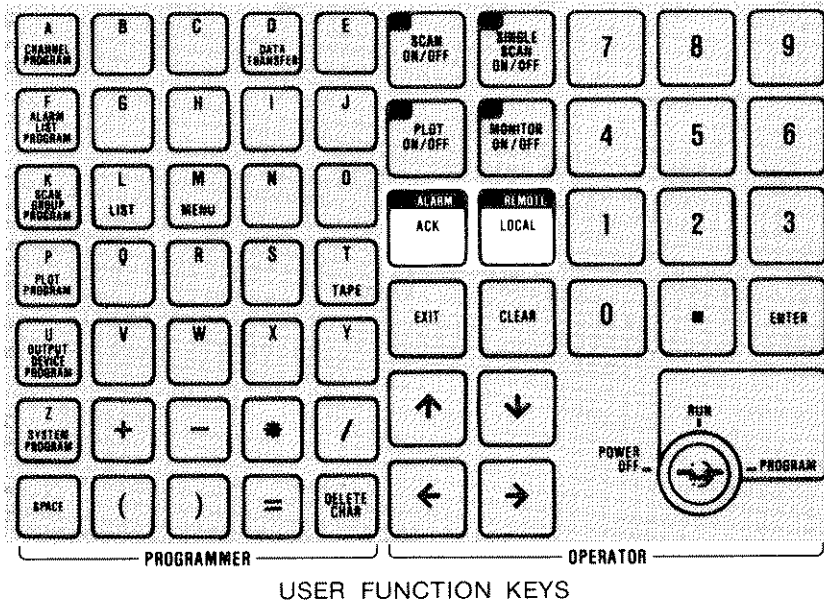 A
CHANNEL
PROGRAM
B
C
D
DATA
TRANSFER
E
SCAN
ON/OFF
SINGLE
SCAN
ON/OFF
7
8
9
F
ALARM
LIST
PROGRAM
G
H
I
J
PLOT
ON/OFF
MONITOR
ON/OFF
4
5
6
K
SCAN
GROUP
PROGRAM
L
LIST
M
MENU
N
O
ALARM
ACK
REMOTE
LOCAL
1
2
3
P
PLOT
PROGRAM
Q
R
S
T
TAPE
EXIT
CLEAR
0
.
ENTER
U
OUTPUT
DEVICE
PROGRAM
V
W
X
Y
Z
SYSTEM
PROGRAM
+
−
*
/
↑
↓
RUN
POWER
OFF
PROGRAM
SPACE
(
)
=
DELETE
CHAR
←
→
PROGRAMMER
OPERATOR
USER FUNCTION KEYS